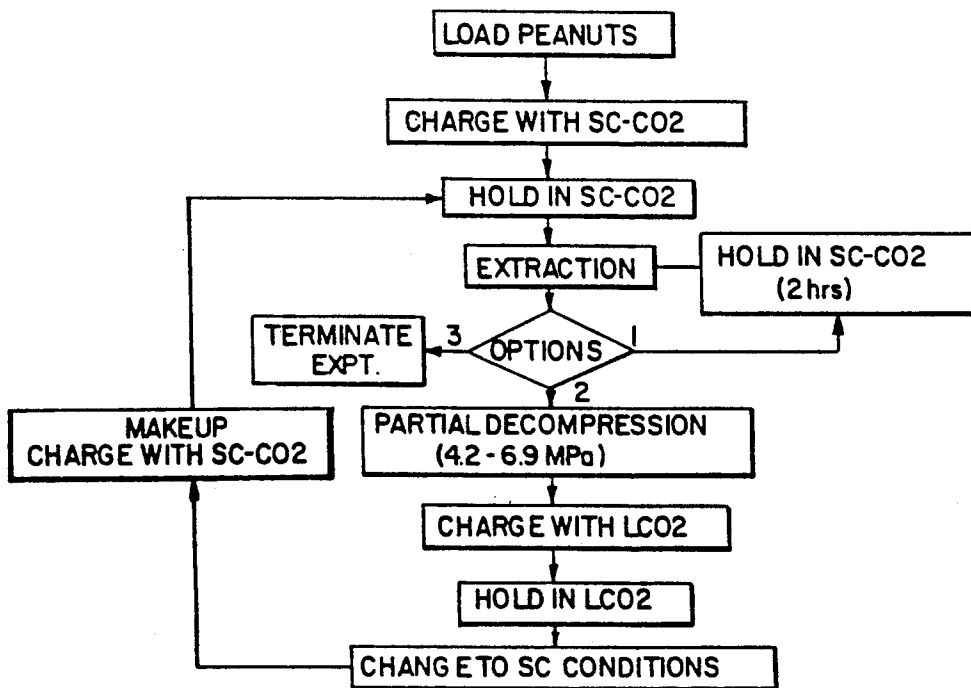 LOAD PEANUTS
CHARGE WITH SC-CO2
HOLD IN SC-CO2
EXTRACTION
HOLD IN SC-CO2
(2 hrs)
TERMINATE
EXPT.
3
OPTIONS
1
2
PARTIAL DECOMPRESSION
(4.2-6.9 MPa)
MAKEUP
CHARGE WITH SC-CO2
CHARGE WITH LCO2
HOLD IN LCO2
CHANGE TO SC CONDITIONS